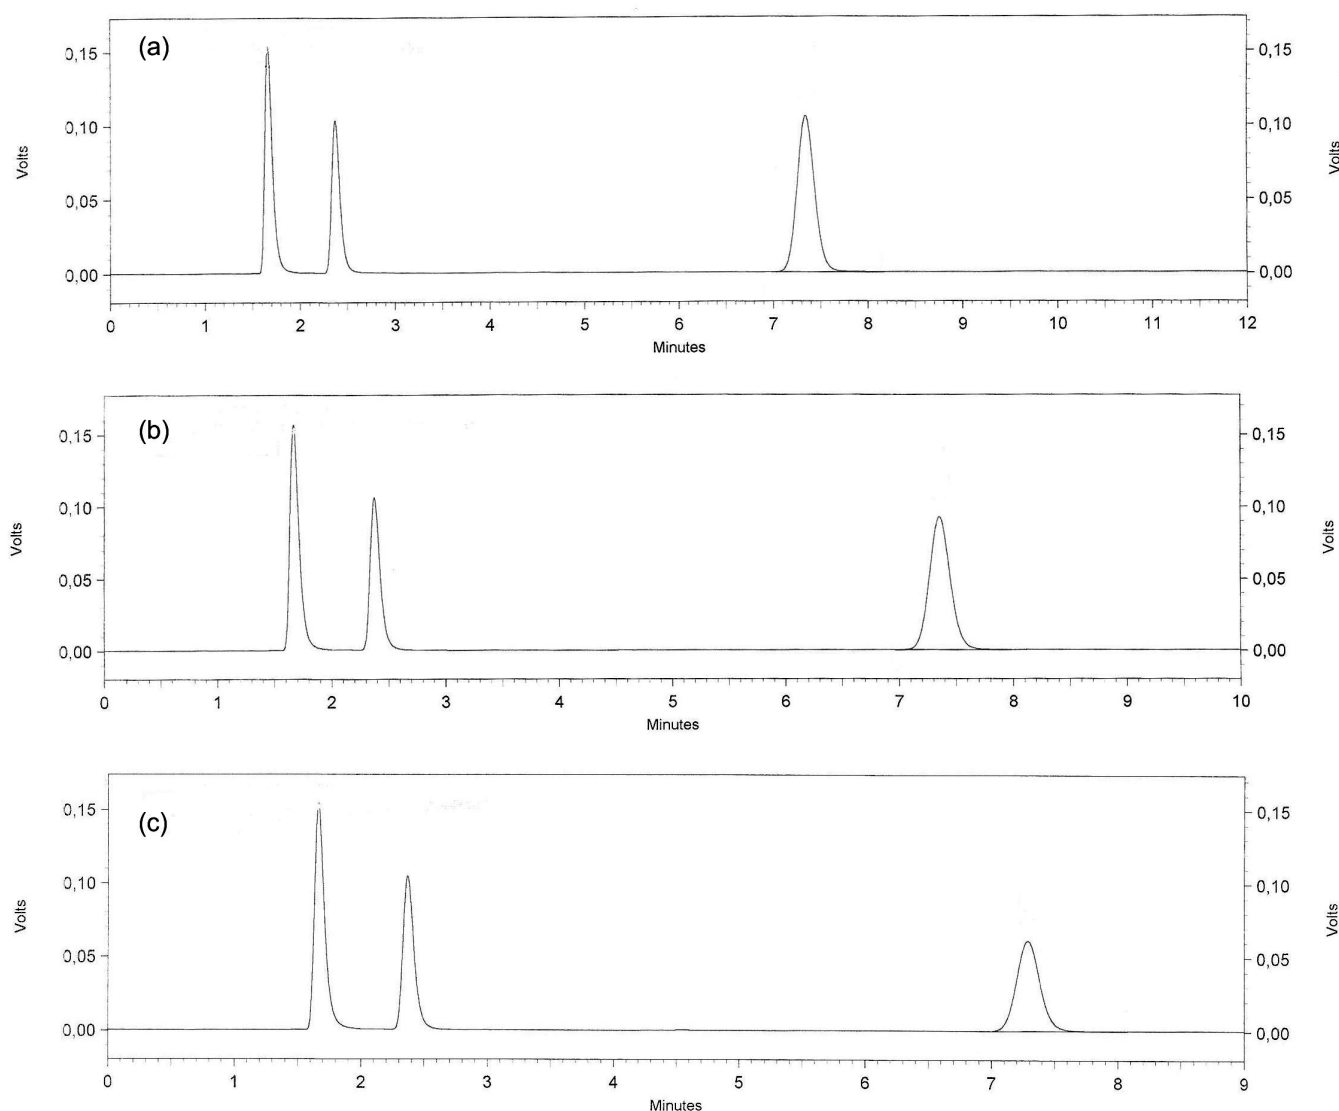 (a)
0,15 0,15
0,10 0,10
Volts Volts
0,05 0,05
0,00 0,00
0 1 2 3 4 5 6 7 8 9 10 11 12
Minutes
(b)
0,15 0,15
0,10 0,10
Volts Volts
0,05 0,05
0,00 0,00
0 1 2 3 4 5 6 7 8 9 10
Minutes
(c)
0,15 0,15
0,10 0,10
Volts Volts
0,05 0,05
0,00 0,00
0 1 2 3 4 5 6 7 8 9
Minutes